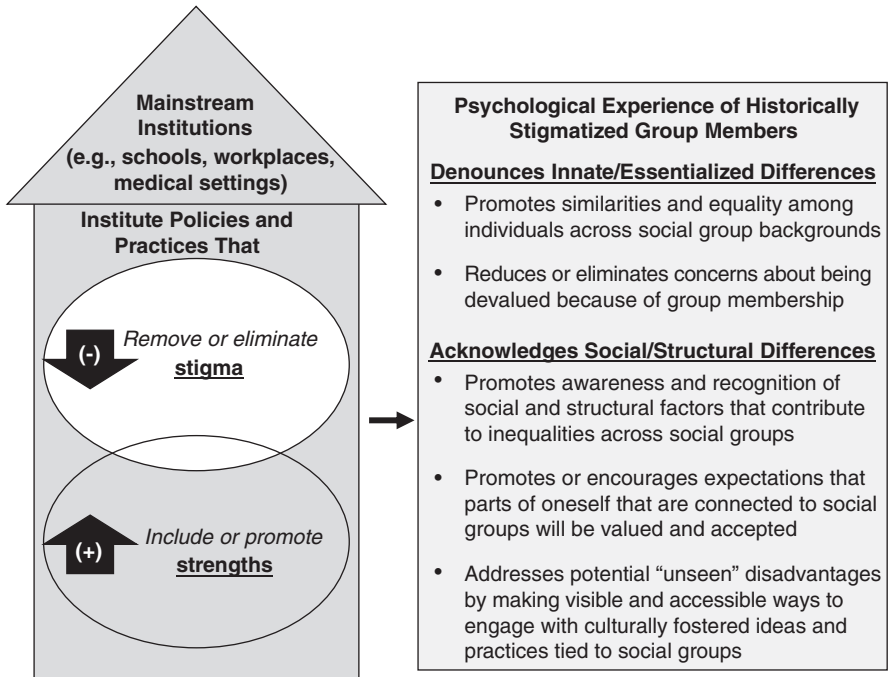 Mainstream
Institutions
(e.g., schools, workplaces,
medical settings)
Institute Policies and
Practices That
(-)
Remove or eliminate
stigma
(+)
Include or promote
strengths
Psychological Experience of Historically
Stigmatized Group Members
Denounces Innate/Essentialized Differences
• Promotes similarities and equality among
individuals across social group backgrounds
• Reduces or eliminates concerns about being
devalued because of group membership
Acknowledges Social/Structural Differences
• Promotes awareness and recognition of
social and structural factors that contribute
to inequalities across social groups
• Promotes or encourages expectations that
parts of oneself that are connected to social
groups will be valued and accepted
• Addresses potential “unseen” disadvantages
by making visible and accessible ways to
engage with culturally fostered ideas and
practices tied to social groups